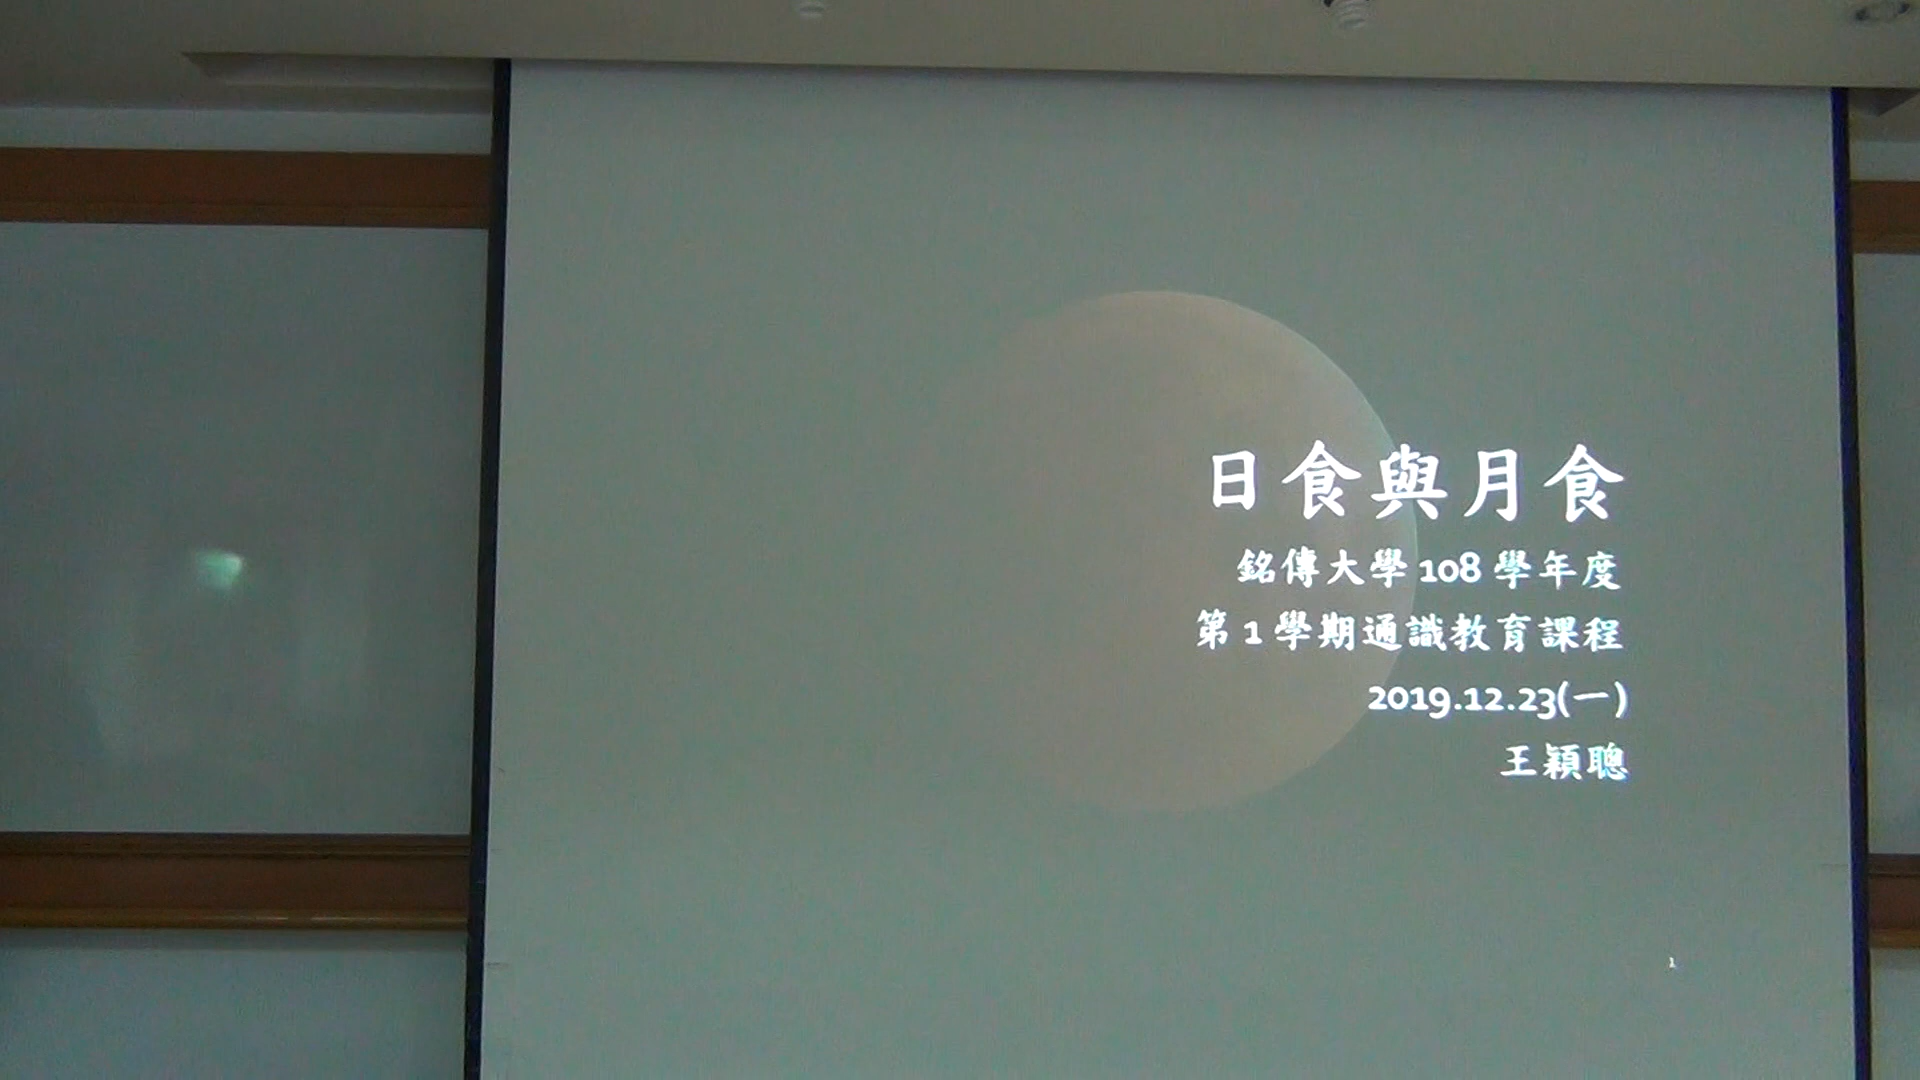 日食與月食
銘傳大學 108 學年度
第 1 學期通識教育課程
2019.12.23(一)
王穎聰
1